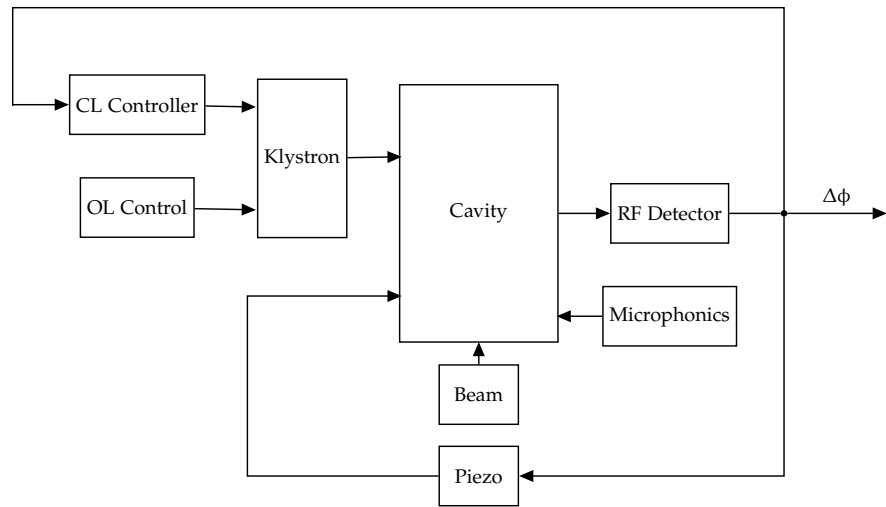 CL Controller
Klystron
OL Control
Cavity
RF Detector
Δϕ
Microphonics
Beam
Piezo